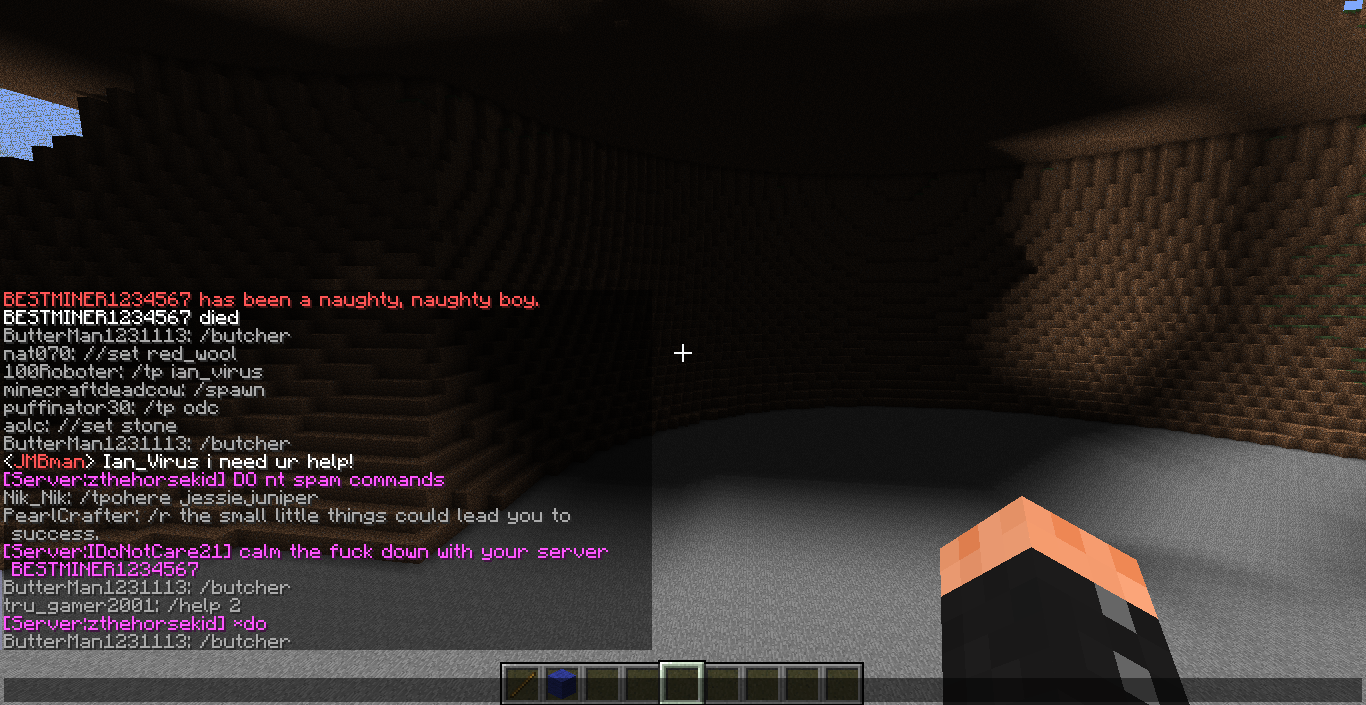 BESTMINER1234567 has been a naughty, naughty boy.
BESTMINER1234567 died
ButterMan1231113: /butcher
nat070: //set red_wool
100Roboter: /tp ian_virus
minecraftdeadcow: /spawn
puffinator30: /tp odc
aolc: //set stone
ButterMan1231113: /butcher
<JMBman> Ian_Virus i need ur help!
[Server:zthehorsekid] DO nt spam commands
Nik_Nik: /tpohere jessiejuniper
PearlCrafter: /r the small little things could lead you to
success.
[Server:IDoNotCare21] calm the fuck down with your server
BESTMINER1234567
ButterMan1231113: /butcher
tru_gamer2001: /help 2
[Server:zthehorsekid] *do
ButterMan1231113: /butcher